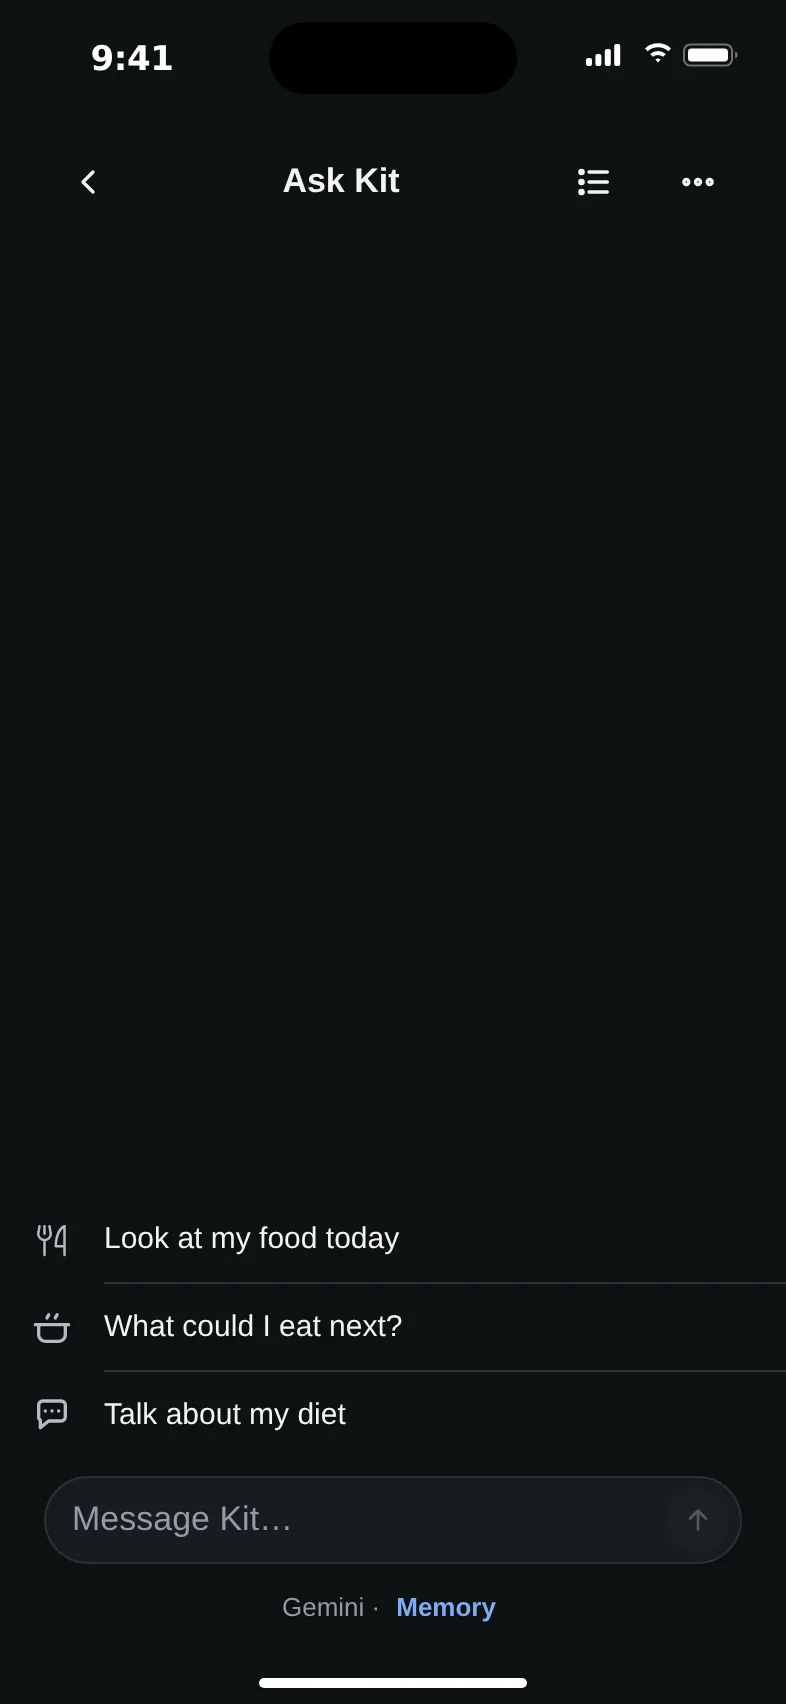 9:41
Ask Kit
Look at my food today
What could I eat next?
Talk about my diet
Message Kit…
Gemini · Memory